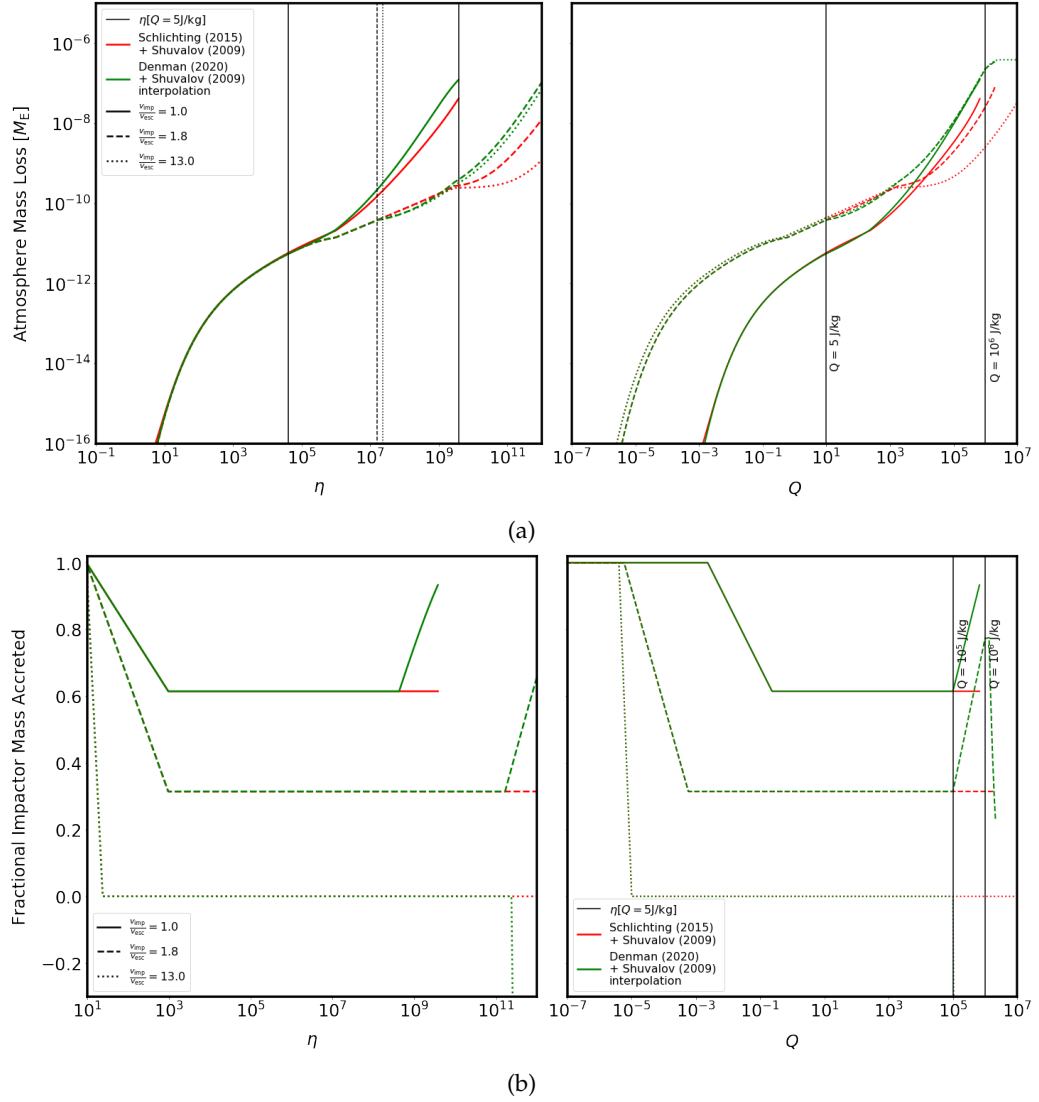 Atmosphere Mass Loss [M_E]
10^-6
10^-8
10^-10
10^-12
10^-14
10^-16
η[Q = 5J/kg]
Schlichting (2015)
+ Shuvalov (2009)
Denman (2020)
+ Shuvalov (2009)
interpolation
v_imp/v_esc = 1.0
v_imp/v_esc = 1.8
v_imp/v_esc = 13.0
10^-1 10^1 10^3 10^5 10^7 10^9 10^11
η
Q = 5 J/kg
Q = 10^6 J/kg
10^-7 10^-5 10^-3 10^-1 10^1 10^3 10^5 10^7
Q
(a)
Fractional Impactor Mass Accreted
1.0
0.8
0.6
0.4
0.2
0.0
−0.2
v_imp/v_esc = 1.0
v_imp/v_esc = 1.8
v_imp/v_esc = 13.0
10^1 10^3 10^5 10^7 10^9 10^11
η
Q = 10^5 J/kg
Q = 10^6 J/kg
η[Q = 5J/kg]
Schlichting (2015)
+ Shuvalov (2009)
Denman (2020)
+ Shuvalov (2009)
interpolation
10^-7 10^-5 10^-3 10^-1 10^1 10^3 10^5 10^7
Q
(b)